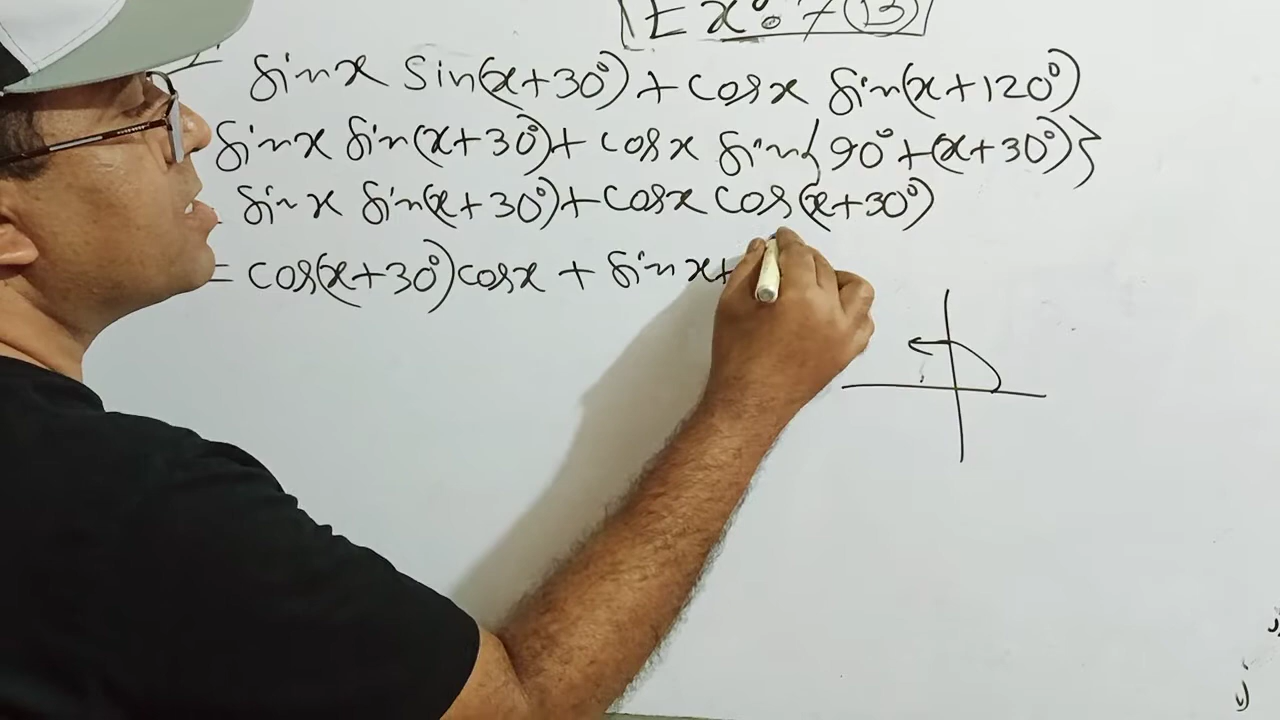 Ex: 7(13)
sinx sin(x+30°)+cosx sin(x+120°)
sinx sin(x+30°)+cosx sin{90°+(x+30°)}
= sinx sin(x+30°)+cosx cos(x+30°)
= cos(x+30°)cosx + sinx+